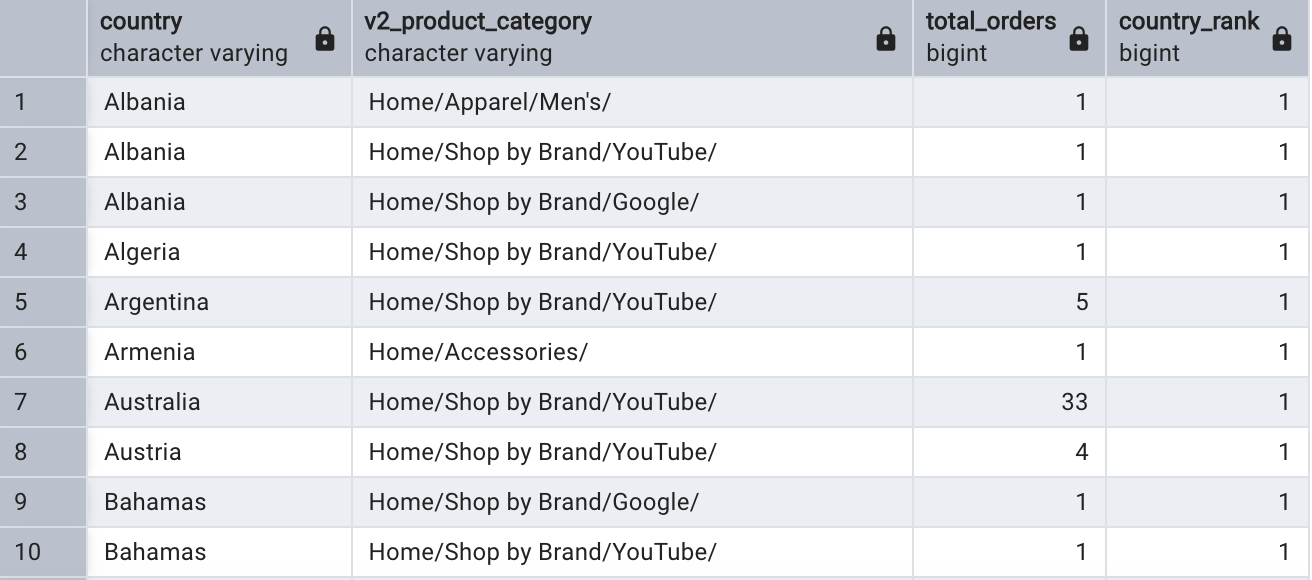 country v2_product_category total_orders country_rank
character varying character varying bigint bigint
1 Albania Home/Apparel/Men's/ 1 1
2 Albania Home/Shop by Brand/YouTube/ 1 1
3 Albania Home/Shop by Brand/Google/ 1 1
4 Algeria Home/Shop by Brand/YouTube/ 1 1
5 Argentina Home/Shop by Brand/YouTube/ 5 1
6 Armenia Home/Accessories/ 1 1
7 Australia Home/Shop by Brand/YouTube/ 33 1
8 Austria Home/Shop by Brand/YouTube/ 4 1
9 Bahamas Home/Shop by Brand/Google/ 1 1
10 Bahamas Home/Shop by Brand/YouTube/ 1 1